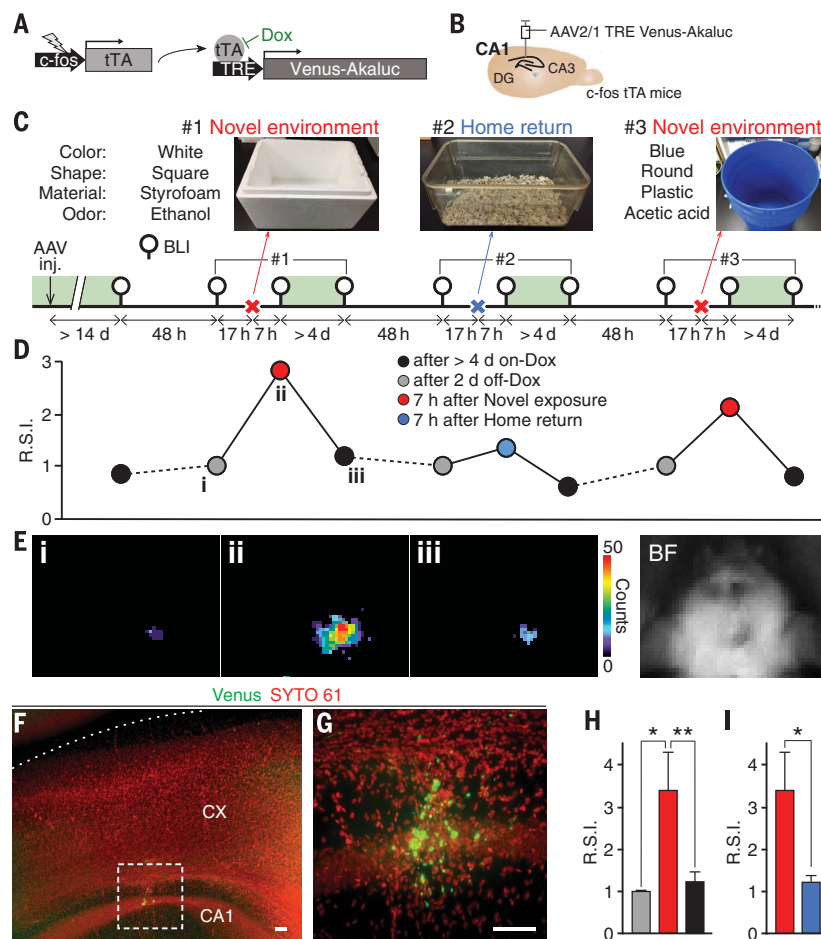 A
c-fos
tTA
tTA
Dox
TRE
Venus-Akaluc
B
AAV2/1 TRE Venus-Akaluc
CA1
DG
CA3
c-fos tTA mice
C
#1 Novel environment
#2 Home return
#3 Novel environment
Color: White
Shape: Square
Material: Styrofoam
Odor: Ethanol
Blue
Round
Plastic
Acetic acid
AAV
inj.
BLI
#1
#2
#3
> 14 d
48 h
17 h
7 h
>4 d
48 h
17 h
7 h
>4 d
48 h
17 h
7 h
>4 d
D
R.S.I.
3
2
1
0
after > 4 d on-Dox
after 2 d off-Dox
7 h after Novel exposure
7 h after Home return
i
ii
iii
E
i
ii
iii
50
Counts
0
BF
Venus SYTO 61
F
CX
CA1
G
H
R.S.I.
4
3
2
1
0
*
**
I
R.S.I.
4
3
2
1
0
*